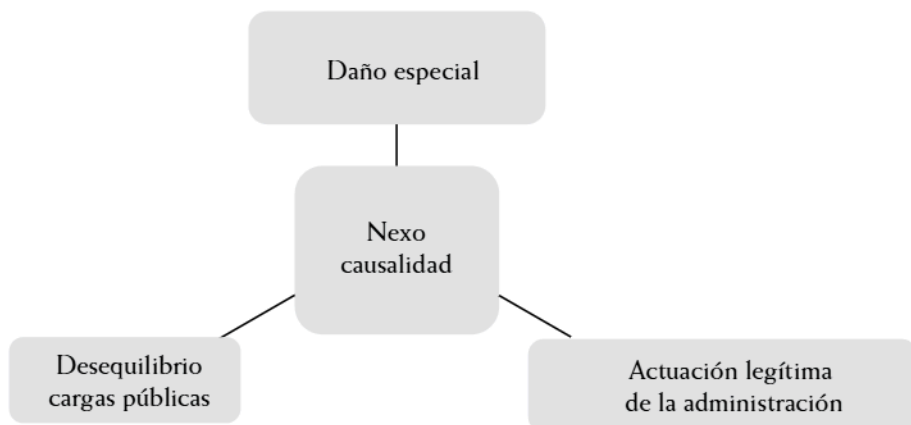 Daño especial
Nexo
causalidad
Desequilibrio
cargas públicas
Actuación legítima
de la administración